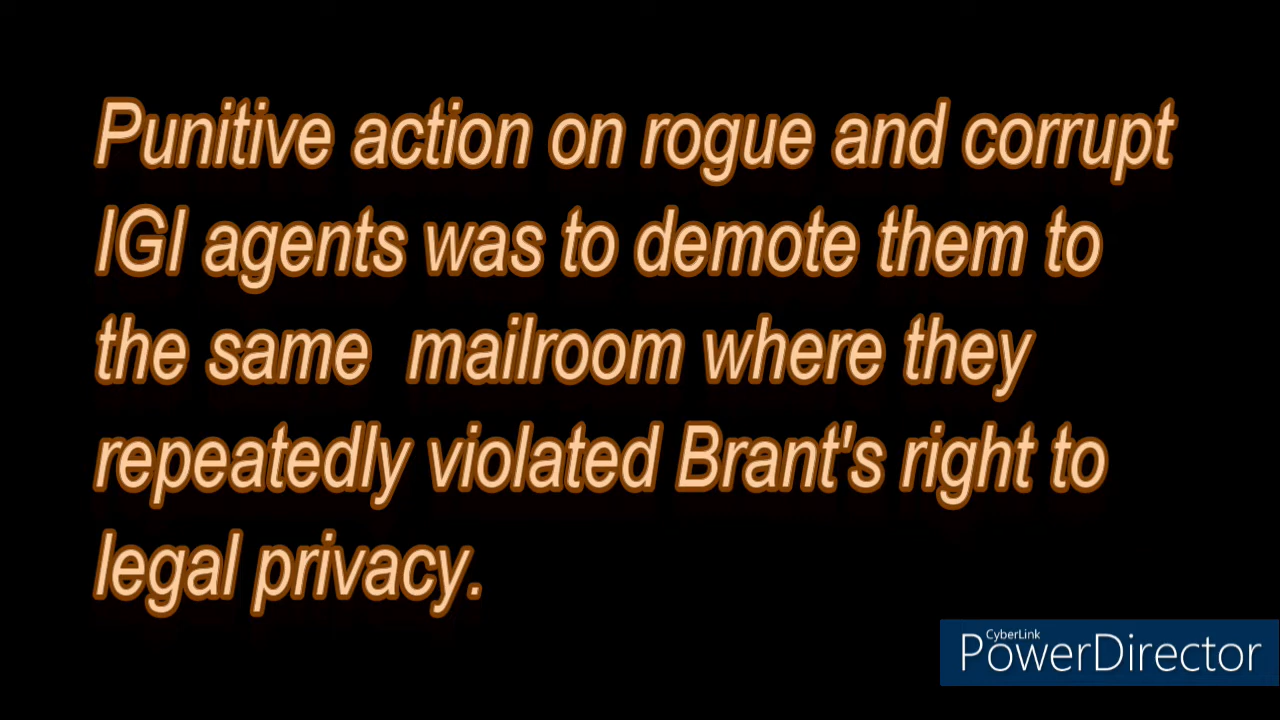 Punitive action on rogue and corrupt
IGI agents was to demote them to
the same  mailroom where they
repeatedly violated Brant's right to
legal privacy.
CyberLink
PowerDirector